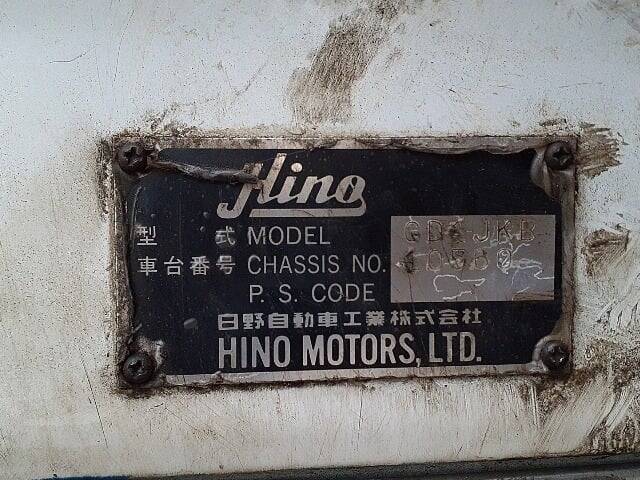 Hino
型 式 MODEL
車台番号 CHASSIS NO.
P. S. CODE
日野自動車工業株式会社
HINO MOTORS, LTD.